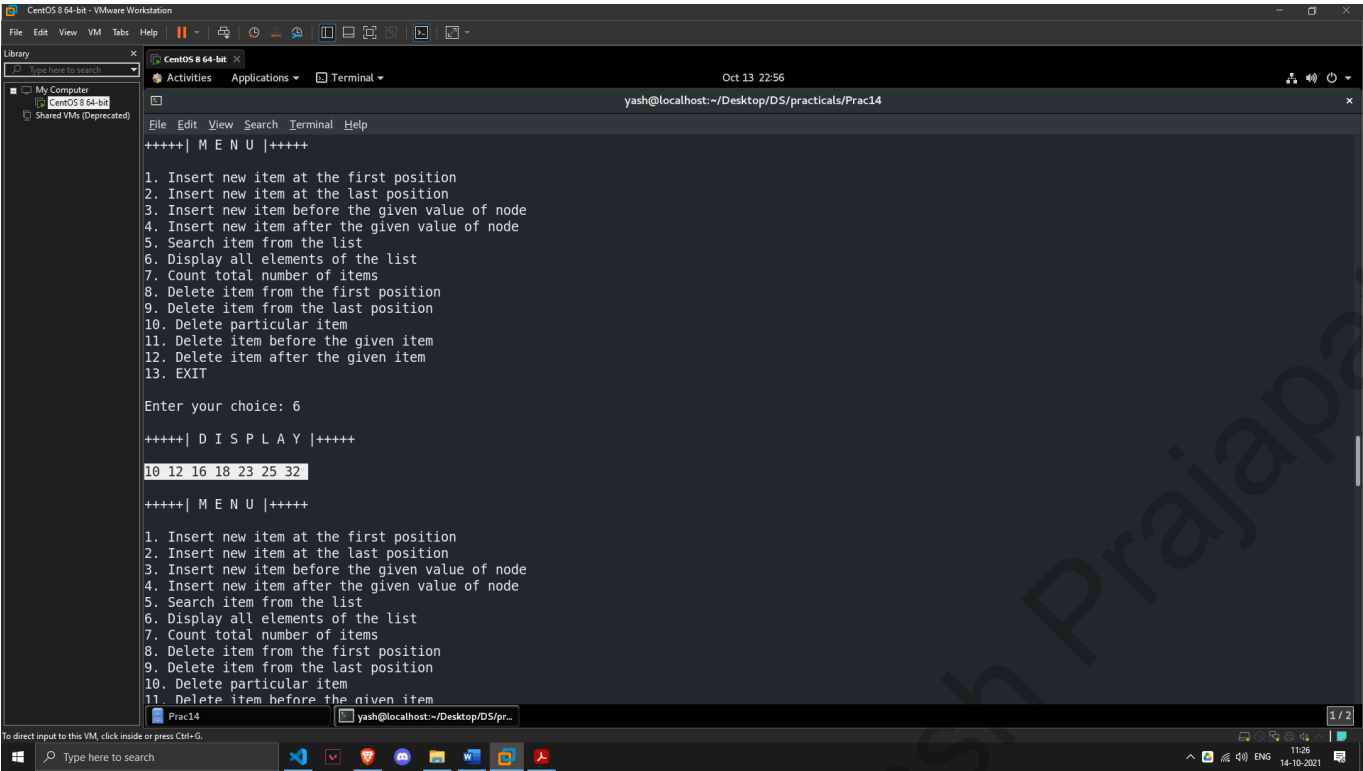 CentOS 8 64-bit - VMware Workstation
File Edit View VM Tabs Help
Library
Type here to search
My Computer
CentOS 8 64-bit
Shared VMs (Deprecated)
CentOS 8 64-bit
Activities Applications Terminal Oct 13 22:56
yash@localhost:~/Desktop/DS/practicals/Prac14
File Edit View Search Terminal Help
+++++| M E N U |+++++
1. Insert new item at the first position
2. Insert new item at the last position
3. Insert new item before the given value of node
4. Insert new item after the given value of node
5. Search item from the list
6. Display all elements of the list
7. Count total number of items
8. Delete item from the first position
9. Delete item from the last position
10. Delete particular item
11. Delete item before the given item
12. Delete item after the given item
13. EXIT
Enter your choice: 6
+++++| D I S P L A Y |+++++
10 12 16 18 23 25 32
+++++| M E N U |+++++
1. Insert new item at the first position
2. Insert new item at the last position
3. Insert new item before the given value of node
4. Insert new item after the given value of node
5. Search item from the list
6. Display all elements of the list
7. Count total number of items
8. Delete item from the first position
9. Delete item from the last position
10. Delete particular item
11. Delete item before the given item
Prac14 yash@localhost:~/Desktop/DS/pr... 1 / 2
To direct input to this VM, click inside or press Ctrl+G.
Type here to search
ENG
11:26
14-10-2021
esh Prajapa